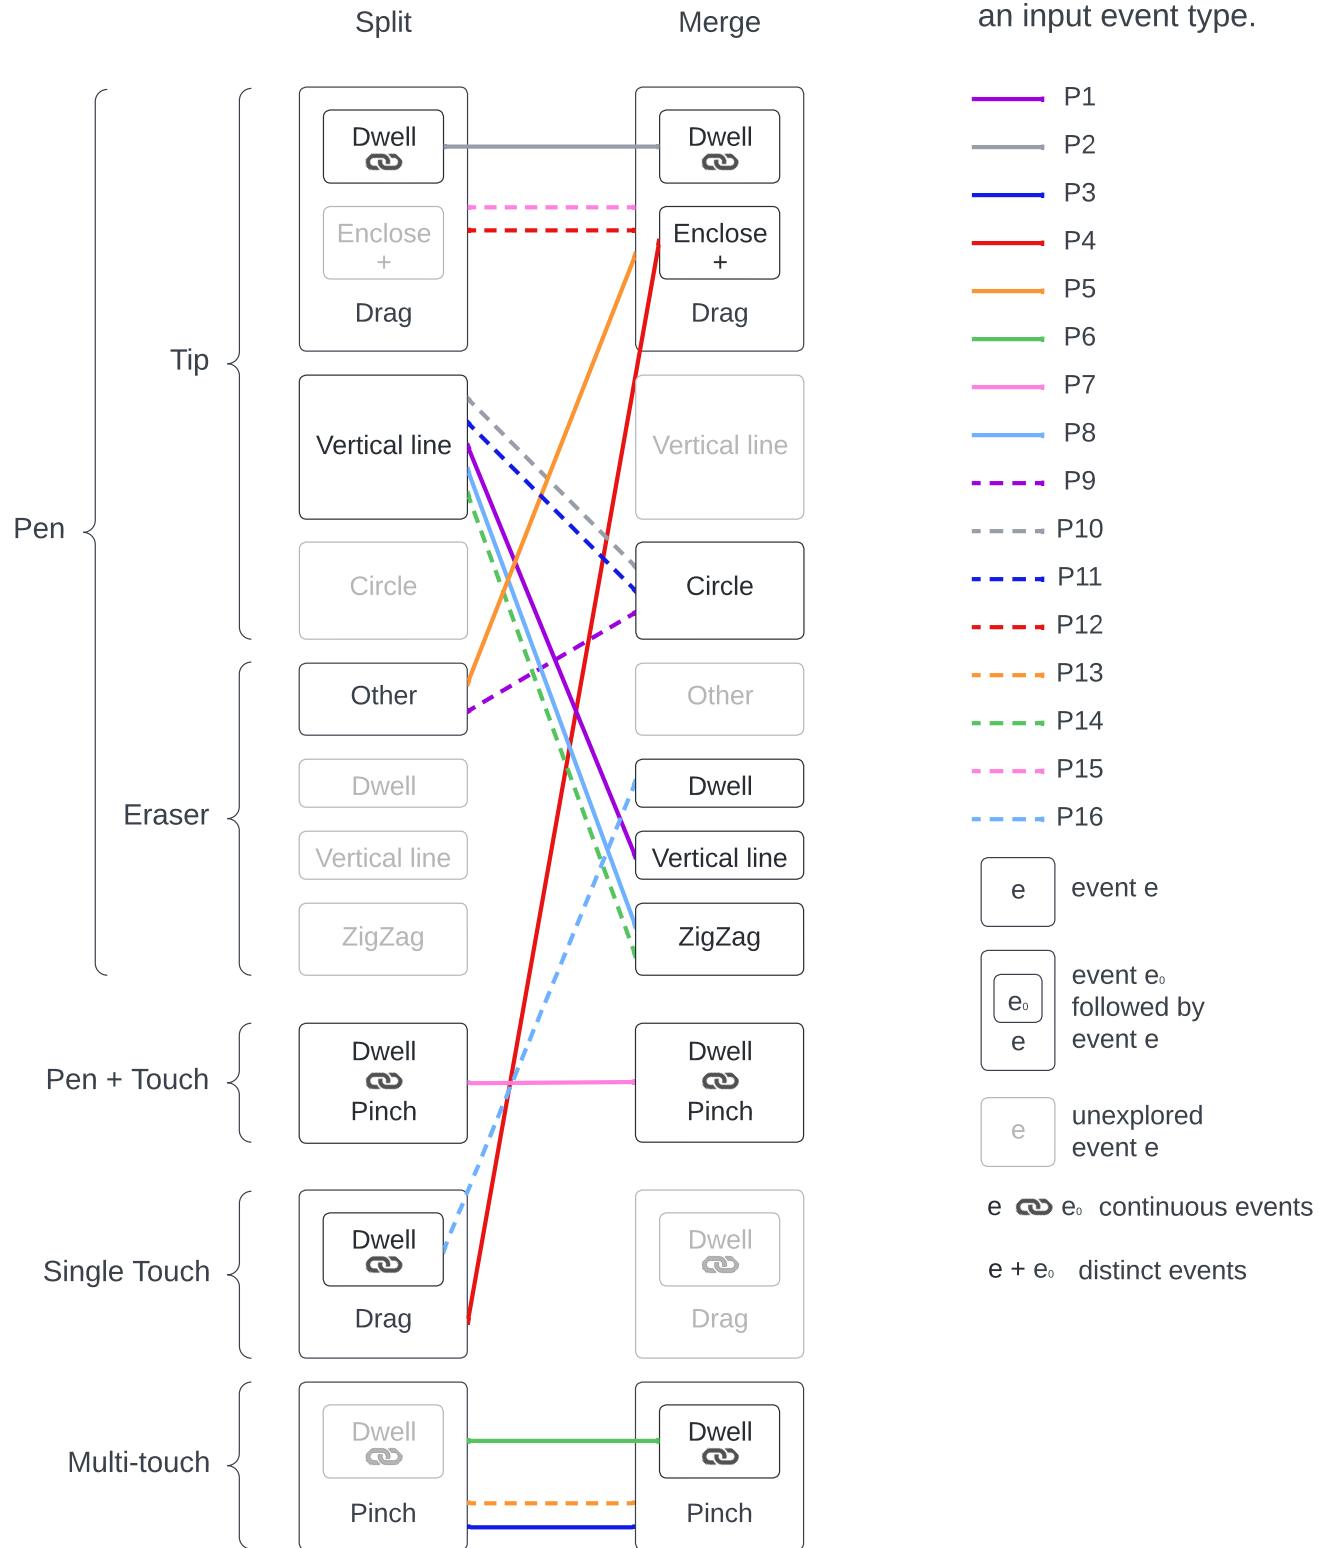 Split
Merge
an input event type.
Pen
Tip
Eraser
Pen + Touch
Single Touch
Multi-touch
Dwell
Enclose
+
Drag
Vertical line
Circle
Other
Dwell
Vertical line
ZigZag
Dwell
Pinch
Dwell
Drag
Dwell
Pinch
Dwell
Enclose
+
Drag
Vertical line
Circle
Other
Dwell
Vertical line
ZigZag
Dwell
Pinch
Dwell
Drag
Dwell
Pinch
P1
P2
P3
P4
P5
P6
P7
P8
P9
P10
P11
P12
P13
P14
P15
P16
e event e
e₀
e
event e₀
followed by
event e
e
unexplored
event e
e e₀ continuous events
e + e₀ distinct events